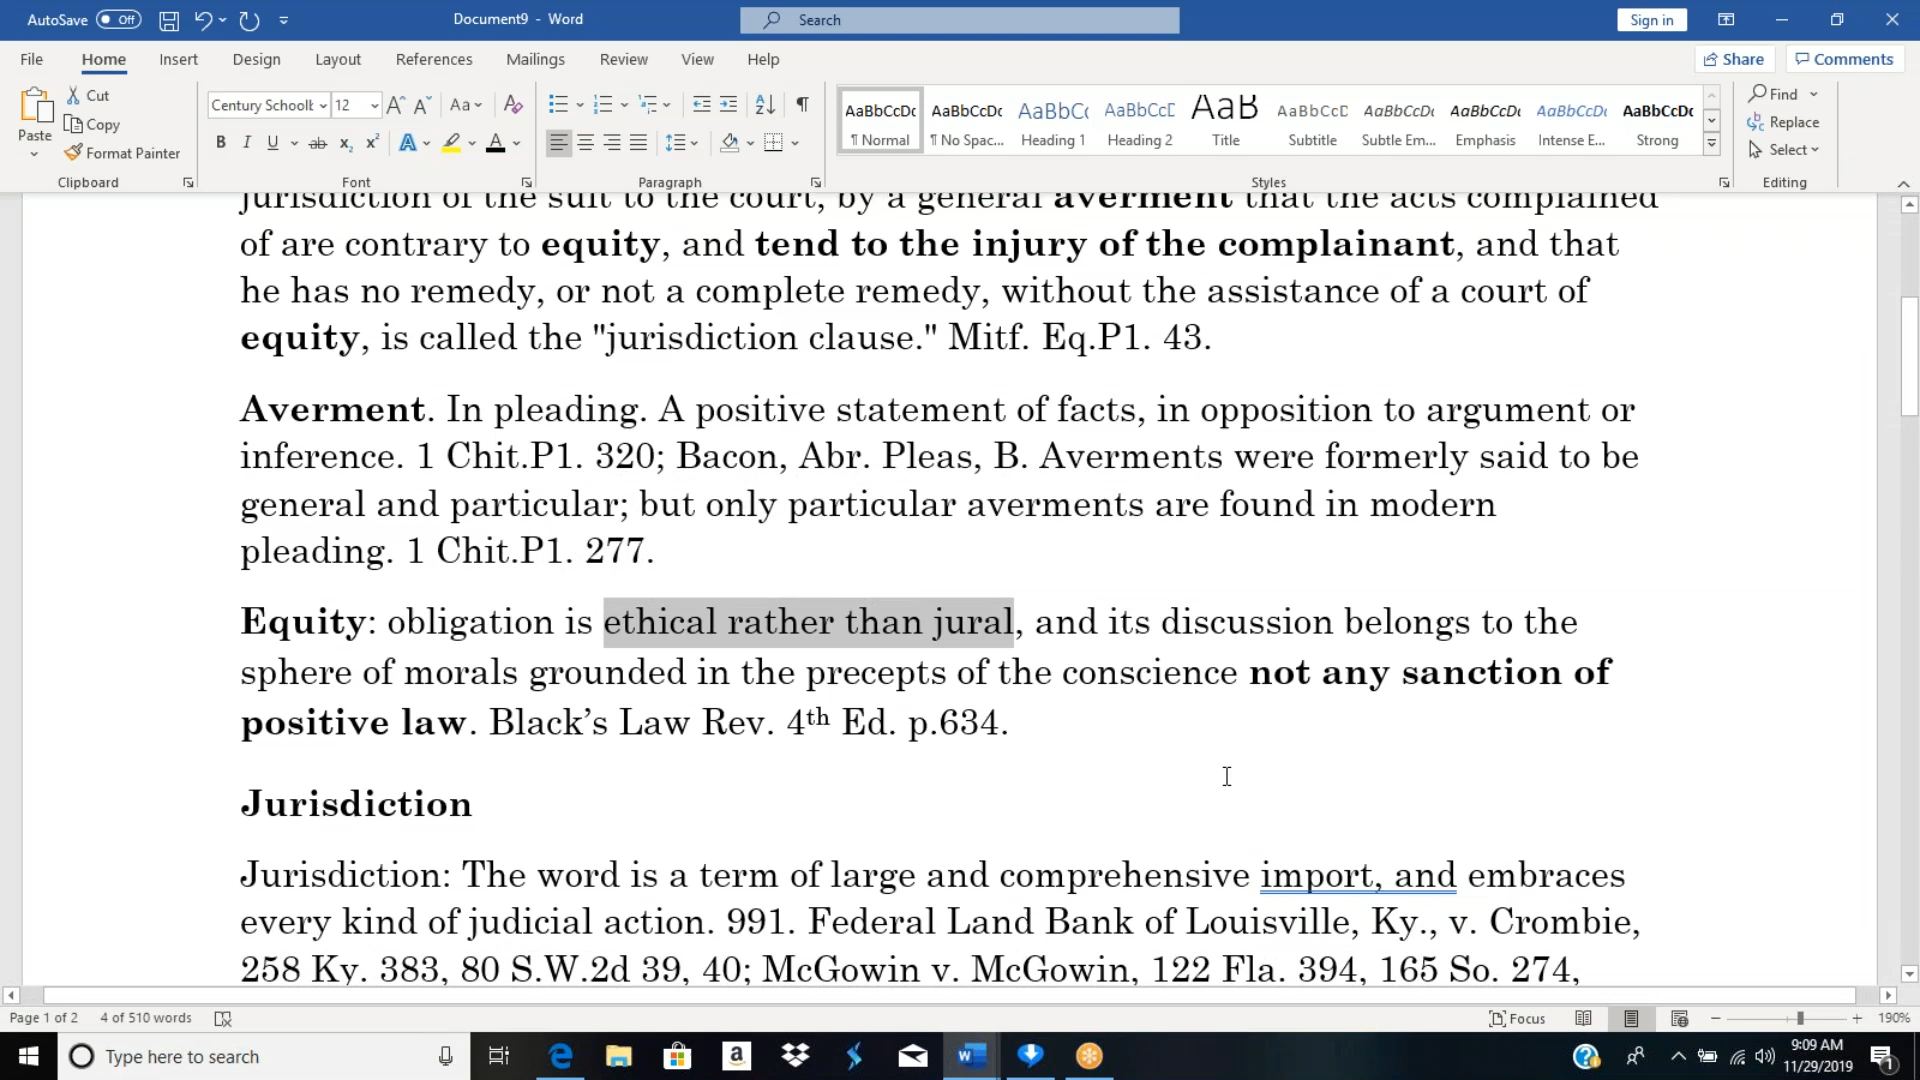 AutoSave Off Document9 - Word Search Sign in
File Home Insert Design Layout References Mailings Review View Help Share Comments
Paste Cut Copy Format Painter
Century Schoolb 12 Aa
AaBbCcDc AaBbCcDc AaBbCc AaBbCcD AaB AaBbCcD AaBbCcDc AaBbCcDc AaBbCcDc AaBbCcDc
¶ Normal ¶ No Spac... Heading 1 Heading 2 Title Subtitle Subtle Em... Emphasis Intense E... Strong
Find Replace Select
Clipboard Font Paragraph Styles Editing
jurisdiction of the suit to the court, by a general averment that the acts complained
of are contrary to equity, and tend to the injury of the complainant, and that
he has no remedy, or not a complete remedy, without the assistance of a court of
equity, is called the "jurisdiction clause." Mitf. Eq.P1. 43.
Averment. In pleading. A positive statement of facts, in opposition to argument or
inference. 1 Chit.P1. 320; Bacon, Abr. Pleas, B. Averments were formerly said to be
general and particular; but only particular averments are found in modern
pleading. 1 Chit.P1. 277.
Equity: obligation is ethical rather than jural, and its discussion belongs to the
sphere of morals grounded in the precepts of the conscience not any sanction of
positive law. Black’s Law Rev. 4th Ed. p.634.
Jurisdiction
Jurisdiction: The word is a term of large and comprehensive import, and embraces
every kind of judicial action. 991. Federal Land Bank of Louisville, Ky., v. Crombie,
258 Ky. 383, 80 S.W.2d 39, 40; McGowin v. McGowin, 122 Fla. 394, 165 So. 274,
Page 1 of 2 4 of 510 words Focus 190%
Type here to search 9:09 AM
11/29/2019